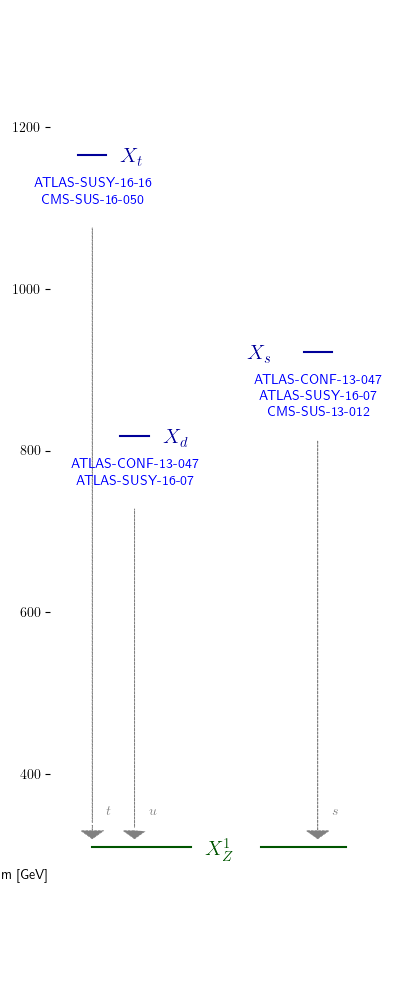 1200
X_t
ATLAS-SUSY-16-16
CMS-SUS-16-050
1000
X_s
ATLAS-CONF-13-047
ATLAS-SUSY-16-07
CMS-SUS-13-012
X_d
800
ATLAS-CONF-13-047
ATLAS-SUSY-16-07
600
400
t
u
s
X_Z^1
m [GeV]